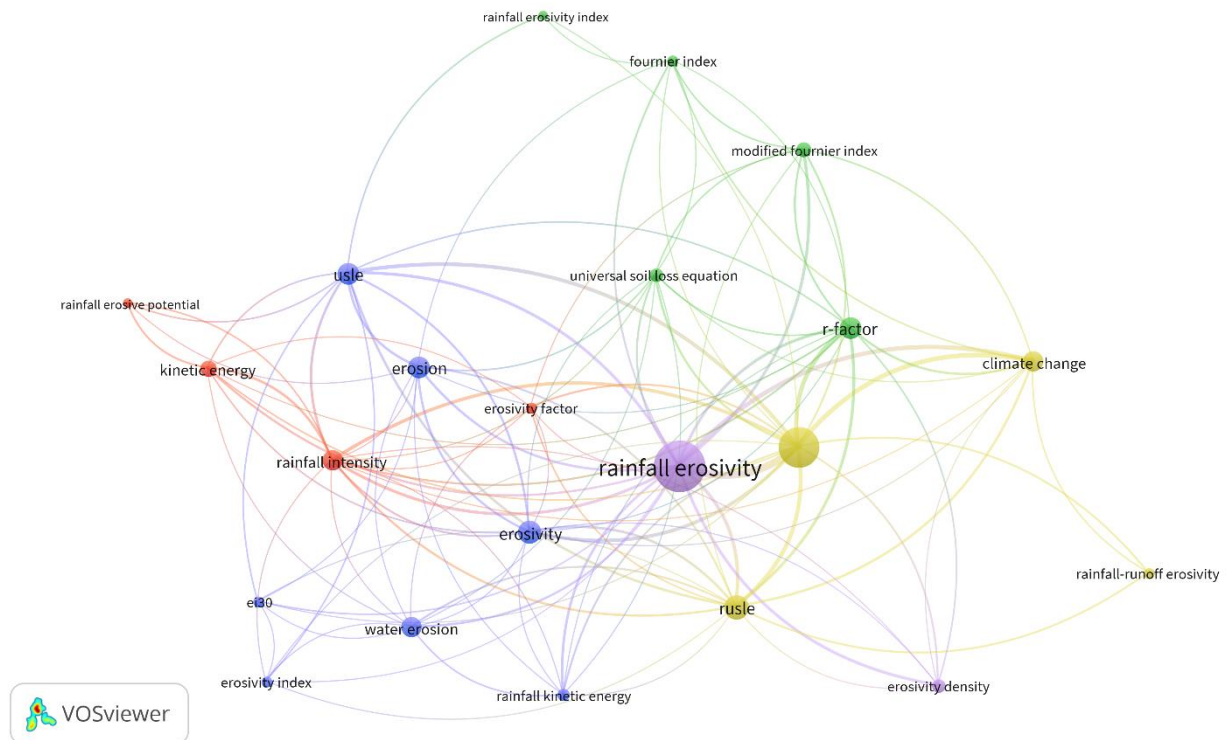 rainfall erosivity index
fournier index
modified fournier index
usle
universal soil loss equation
rainfall erosive potential
r-factor
kinetic energy
erosion
climate change
erosivity factor
rainfall intensity
rainfall erosivity
erosivity
rainfall-runoff erosivity
ei30
rusle
water erosion
erosivity index
rainfall kinetic energy
erosivity density
VOSviewer